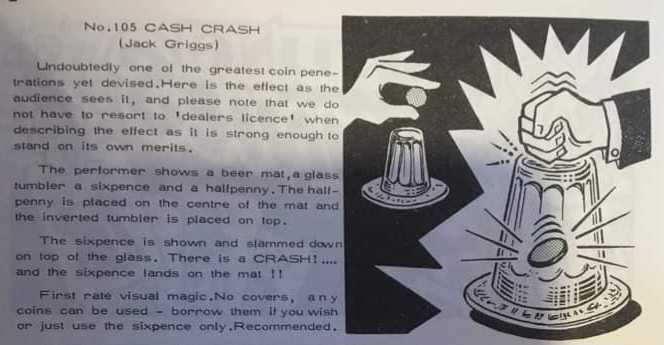 No.105 CASH CRASH
(Jack Griggs)
Undoubtedly one of the greatest coin pene-
trations yet devised.Here is the effect as the
audience sees it, and please note that we do
not have to resort to 'dealers licence' when
describing the effect as it is strong enough to
stand on its own merits.
The performer shows a beer mat,a glass
tumbler a sixpence and a halfpenny.The half-
penny is placed on the centre of the mat and
the inverted tumbler is placed on top.
The sixpence is shown and slammed down
on top of the glass. There is a CRASH!....
and the sixpence lands on the mat !!
First rate visual magic.No covers, any
coins can be used - borrow them if you wish
or just use the sixpence only.Recommended.